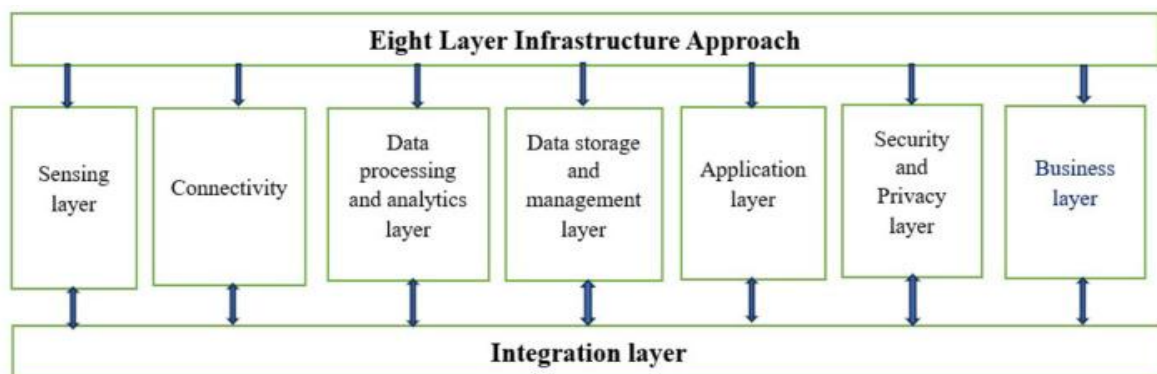 Eight Layer Infrastructure Approach
Sensing
layer
Connectivity
Data
processing
and analytics
layer
Data storage
and
management
layer
Application
layer
Security
and
Privacy
layer
Business
layer
Integration layer